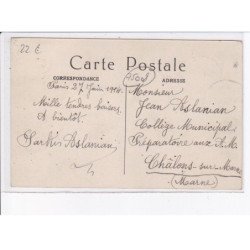 22 €
Carte Postale
CORRESPONDANCE
ADRESSE
Paris 27 Juin 1914
Mille tendres baisers
A bientôt.
Sarkis Aslanian
Monsieur
Jean Aslanian
Collège Municipal
Préparatoire aux A.M.
Châlons-sur-Marne
(Marne)